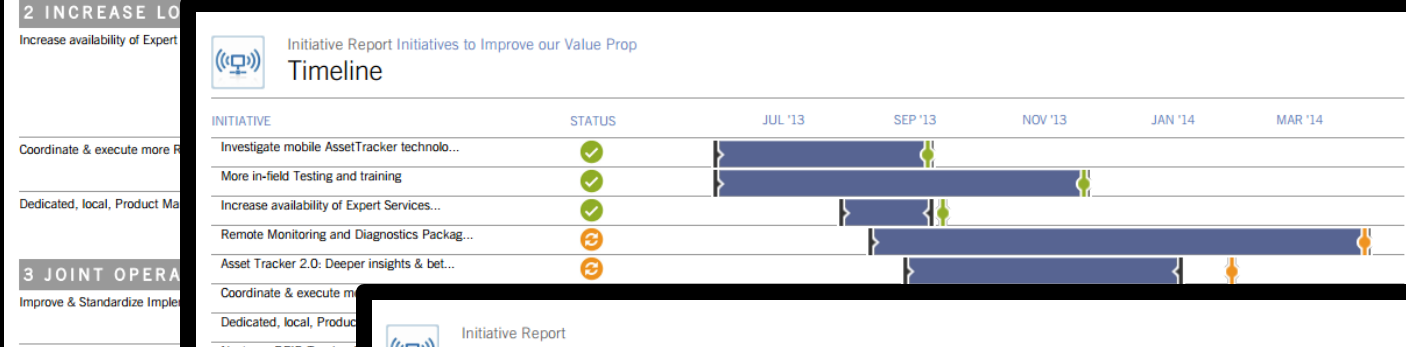 2 INCREASE LO
Increase availability of Expert
Coordinate & execute more R
Dedicated, local, Product Ma
3 JOINT OPERA
Improve & Standardize Imple
Initiative Report Initiatives to Improve our Value Prop
Timeline
INITIATIVE STATUS JUL '13 SEP '13 NOV '13 JAN '14 MAR '14
Investigate mobile AssetTracker technolo...
More in-field Testing and training
Increase availability of Expert Services...
Remote Monitoring and Diagnostics Packag...
Asset Tracker 2.0: Deeper insights & bet...
Coordinate & execute m
Dedicated, local, Produc
Initiative Report